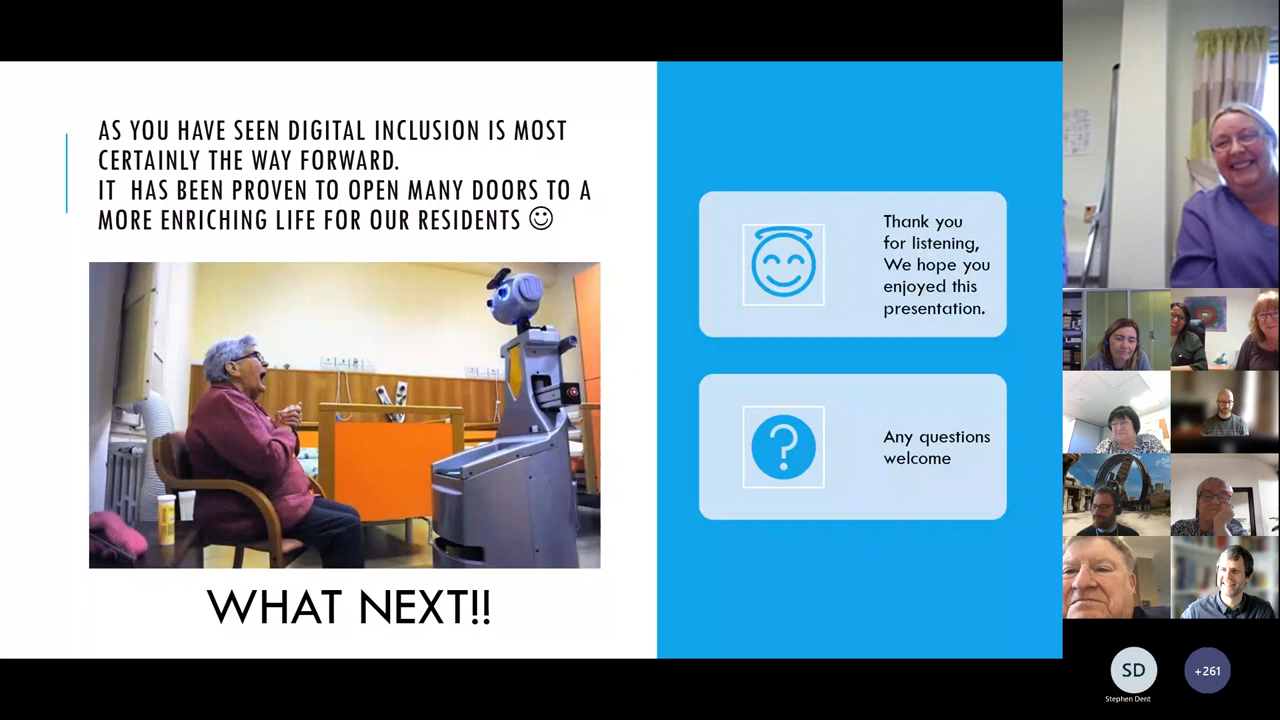 AS YOU HAVE SEEN DIGITAL INCLUSION IS MOST
CERTAINLY THE WAY FORWARD.
IT HAS BEEN PROVEN TO OPEN MANY DOORS TO A
MORE ENRICHING LIFE FOR OUR RESIDENTS ☺
WHAT NEXT!!
Thank you
for listening,
We hope you
enjoyed this
presentation.
?
Any questions
welcome
SD
Stephen Dent
+261